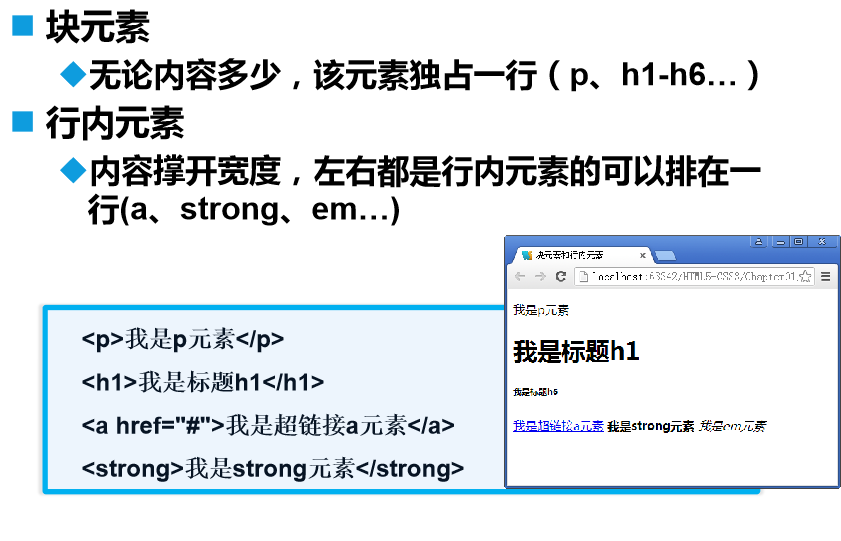 块元素
无论内容多少，该元素独占一行（p、h1-h6…）
行内元素
内容撑开宽度，左右都是行内元素的可以排在一
行(a、strong、em…)
<p>我是p元素</p>
<h1>我是标题h1</h1>
<a href="#">我是超链接a元素</a>
<strong>我是strong元素</strong>
块元素和行内元素
localhost:63342/HTML5-CSS3/Chapter01/
我是p元素
我是标题h1
我是标题h6
我是超链接a元素 我是strong元素 我是em元素